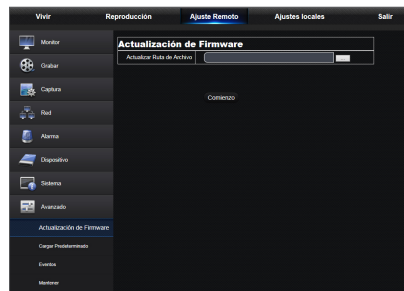 Vivir Reproducción Ajuste Remoto Ajustes locales Salir
Monitor
Grabar
Captura
Red
Alarma
Dispositivo
Sistema
Avanzado
Actualización de Firmware
Cargar Predeterminado
Eventos
Mantener
Actualización de Firmware
Actualizar Ruta de Archivo ...
Comienzo